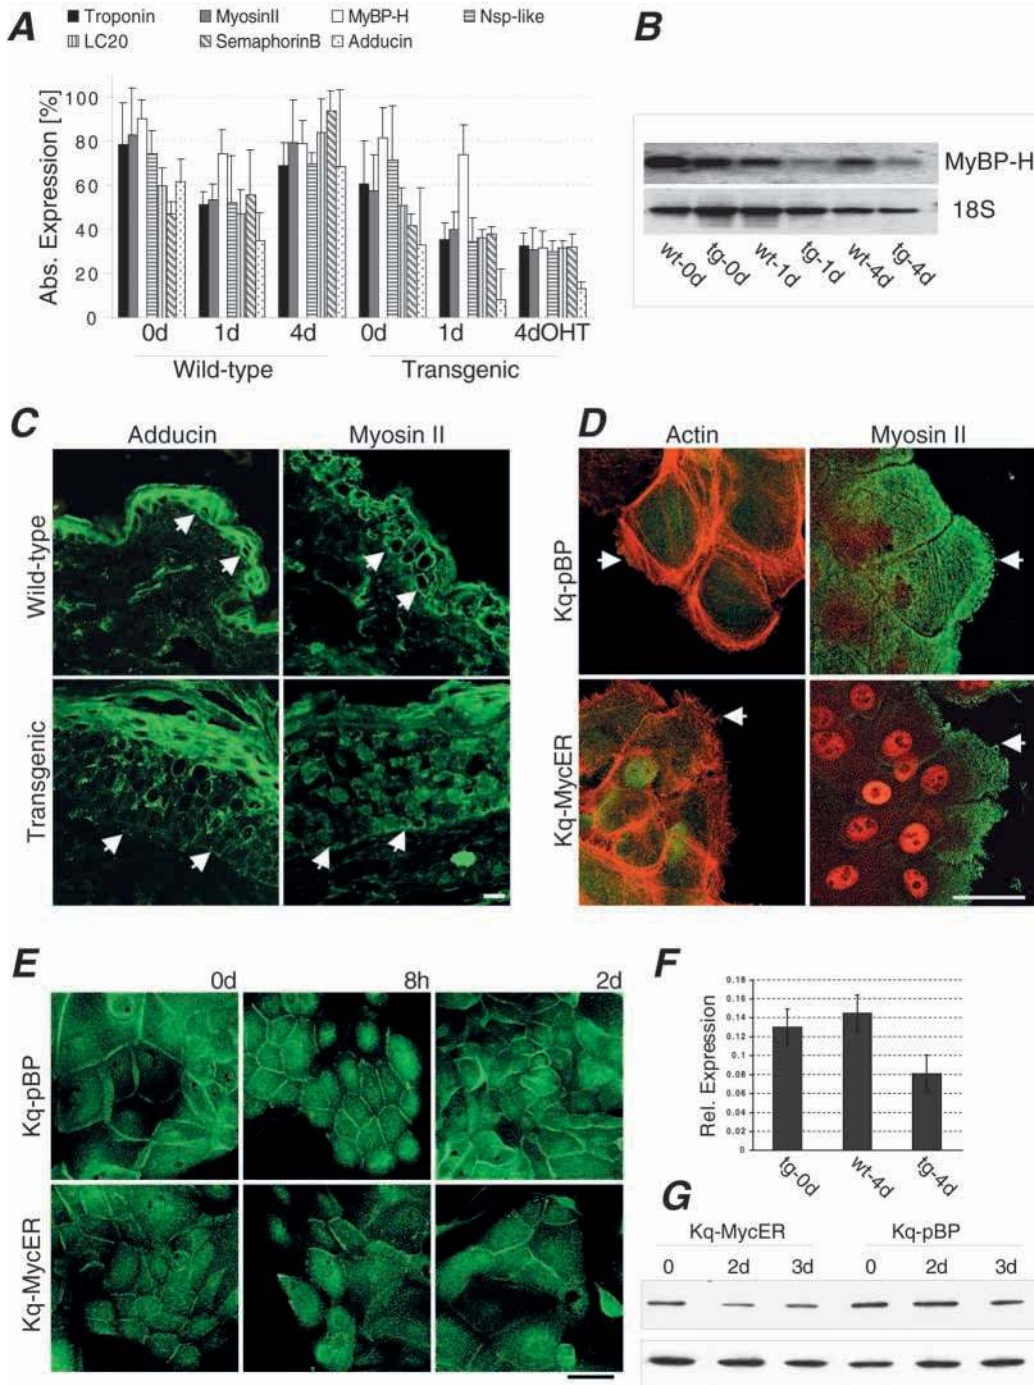 A
Troponin MyosinII MyBP-H Nsp-like
LC20 SemaphorinB Adducin
Abs. Expression [%]
100
80
60
40
20
0
0d 1d 4d 0d 1d 4dOHT
Wild-type Transgenic
B
MyBP-H
18S
wt-0d tg-0d wt-1d tg-1d wt-4d tg-4d
C
Adducin Myosin II
Wild-type
Transgenic
D
Actin Myosin II
Kq-pBP
Kq-MycER
E
0d 8h 2d
Kq-pBP
Kq-MycER
F
Rel. Expression
0.18
0.16
0.14
0.12
0.1
0.08
0.06
0.04
0.02
0
tg-0d wt-4d tg-4d
G
Kq-MycER Kq-pBP
0 2d 3d 0 2d 3d